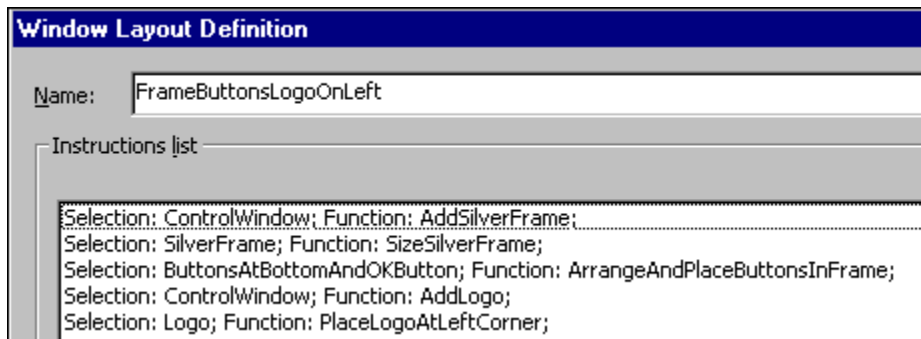 Window Layout Definition
Name: FrameButtonsLogoOnLeft
Instructions list
Selection: ControlWindow; Function: AddSilverFrame;
Selection: SilverFrame; Function: SizeSilverFrame;
Selection: ButtonsAtBottomAndOKButton; Function: ArrangeAndPlaceButtonsInFrame;
Selection: ControlWindow; Function: AddLogo;
Selection: Logo; Function: PlaceLogoAtLeftCorner;